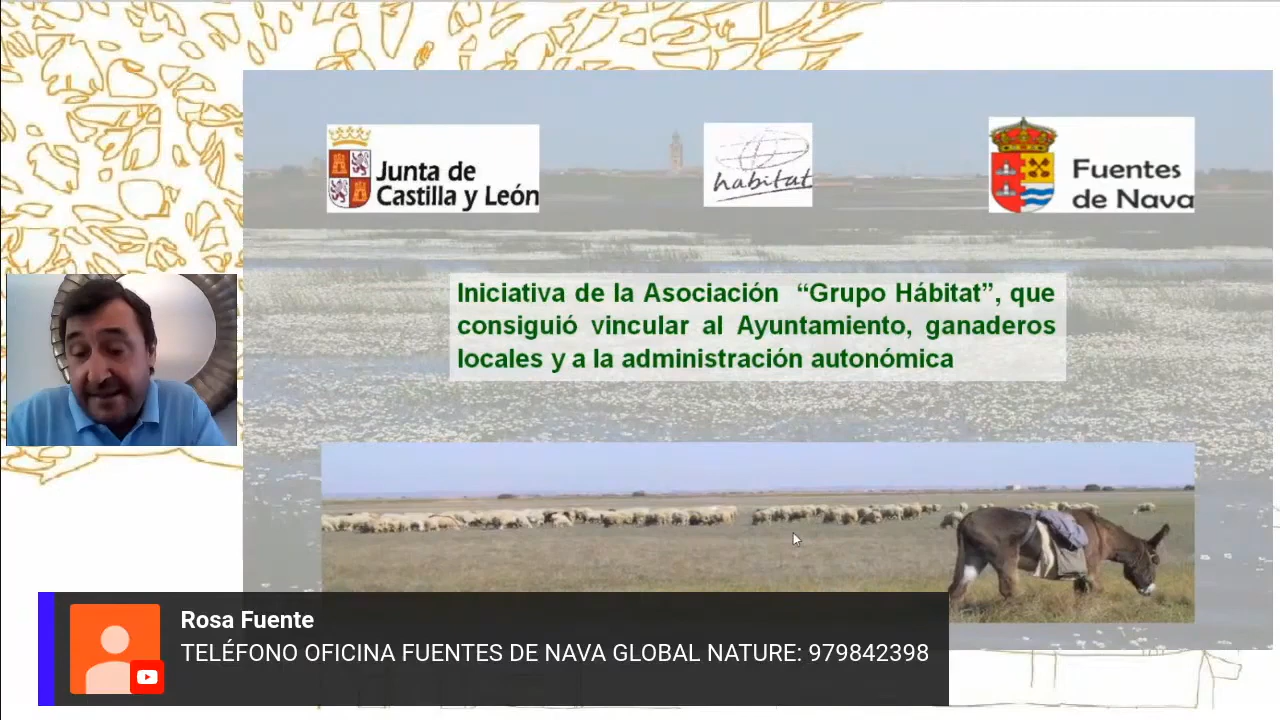 Junta de
Castilla y León
habitat
Fuentes
de Nava
Iniciativa de la Asociación “Grupo Hábitat”, que
consiguió vincular al Ayuntamiento, ganaderos
locales y a la administración autonómica
Rosa Fuente
TELÉFONO OFICINA FUENTES DE NAVA GLOBAL NATURE: 979842398